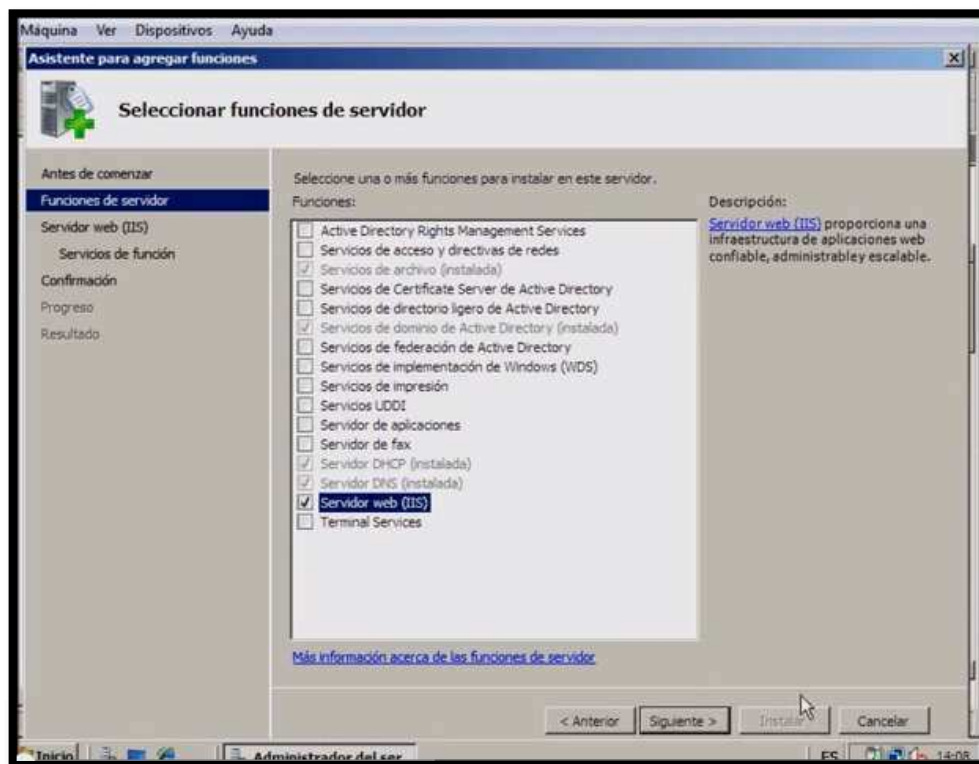 Máquina Ver Dispositivos Ayuda
Asistente para agregar funciones
Seleccionar funciones de servidor
Antes de comenzar
Funciones de servidor
Servidor web (IIS)
Servicios de función
Confirmación
Progreso
Resultado
Seleccione una o más funciones para instalar en este servidor.
Funciones:
Active Directory Rights Management Services
Servicios de acceso y directivas de redes
Servicios de archivo (instalada)
Servicios de Certificate Server de Active Directory
Servicios de directorio ligero de Active Directory
Servicios de dominio de Active Directory (instalada)
Servicios de federación de Active Directory
Servicios de implementación de Windows (WDS)
Servicios de impresión
Servicios UDDI
Servidor de aplicaciones
Servidor de fax
Servidor DHCP (instalada)
Servidor DNS (instalada)
Servidor web (IIS)
Terminal Services
Más información acerca de las funciones de servidor
Descripción:
Servidor web (IIS) proporciona una
infraestructura de aplicaciones web
confiable, administrabley escalable.
< Anterior
Siguiente >
Instalar
Cancelar
Inicio
Administrador del ser...
ES
14:08